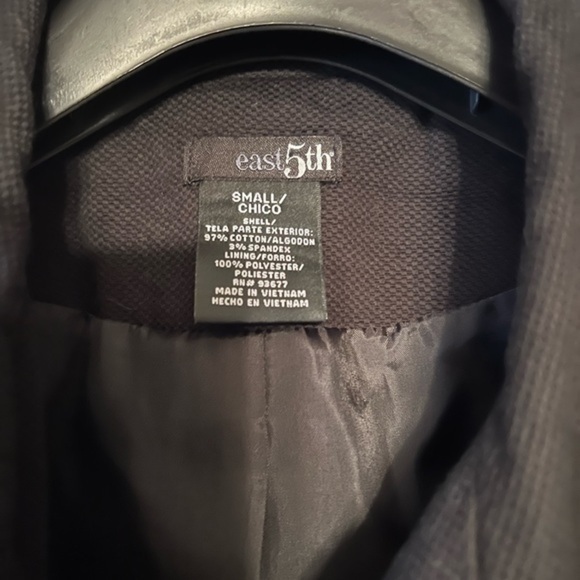 east5th
SMALL/
CHICO
SHELL/
TELA PARTE EXTERIOR:
97% COTTON/ALGODON
3% SPANDEX
LINING/FORRO:
100% POLYESTER/
POLIESTER
RN# 93677
MADE IN VIETNAM
HECHO EN VIETNAM